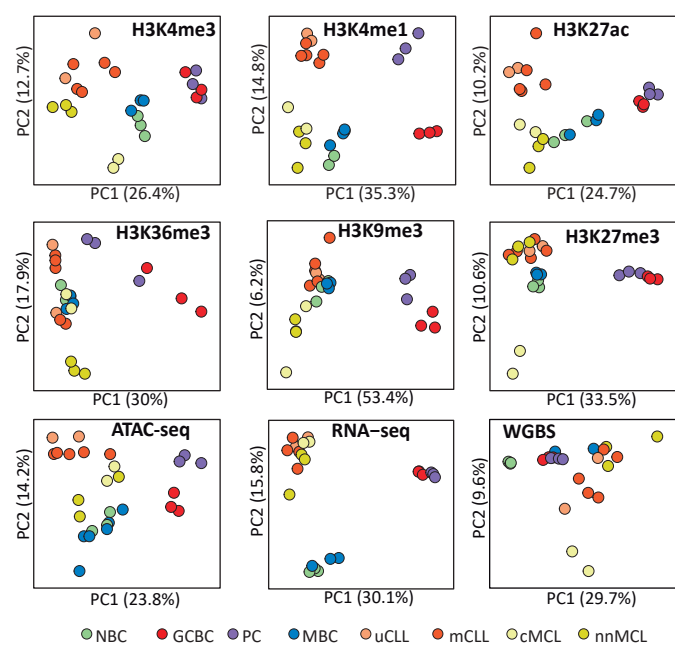 H3K4me3
PC2 (12.7%)
PC1 (26.4%)
H3K4me1
PC2 (14.8%)
PC1 (35.3%)
H3K27ac
PC2 (10.2%)
PC1 (24.7%)
H3K36me3
PC2 (17.9%)
PC1 (30%)
H3K9me3
PC2 (6.2%)
PC1 (53.4%)
H3K27me3
PC2 (10.6%)
PC1 (33.5%)
ATAC-seq
PC2 (14.2%)
PC1 (23.8%)
RNA−seq
PC2 (15.8%)
PC1 (30.1%)
WGBS
PC2 (9.6%)
PC1 (29.7%)
NBC GCBC PC MBC uCLL mCLL cMCL nnMCL